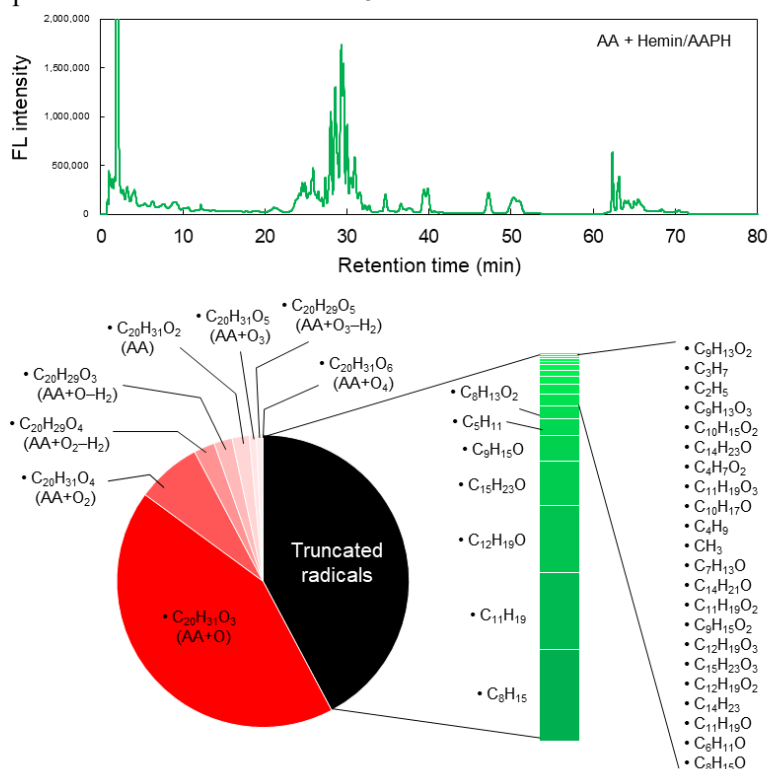 2,000,000
AA + Hemin/AAPH
1,500,000
1,000,000
500,000
0
FL intensity
0 10 20 30 40 50 60 70 80
Retention time (min)
• C₂₀H₃₁O₅
(AA+O₃)
• C₂₀H₂₉O₅
(AA+O₃–H₂)
• C₂₀H₃₁O₂
(AA)
• C₂₀H₃₁O₆
(AA+O₄)
• C₂₀H₂₉O₃
(AA+O–H₂)
• C₂₀H₂₉O₄
(AA+O₂–H₂)
• C₂₀H₃₁O₄
(AA+O₂)
• C₂₀H₃₁O₃
(AA+O)
Truncated
radicals
• C₈H₁₃O₂
• C₅H₁₁
• C₉H₁₅O
• C₁₅H₂₃O
• C₁₂H₁₉O
• C₁₁H₁₉
• C₈H₁₅
• C₉H₁₃O₂
• C₃H₇
• C₂H₅
• C₉H₁₃O₃
• C₁₀H₁₅O₂
• C₁₄H₂₃O
• C₄H₇O₂
• C₁₁H₁₉O₃
• C₁₀H₁₇O
• C₄H₉
• CH₃
• C₇H₁₃O
• C₁₄H₂₁O
• C₁₁H₁₉O₂
• C₉H₁₅O₂
• C₁₂H₁₉O₃
• C₁₅H₂₃O₃
• C₁₂H₁₉O₂
• C₁₄H₂₃
• C₁₁H₁₉O
• C₆H₁₁O
• C₈H₁₅O